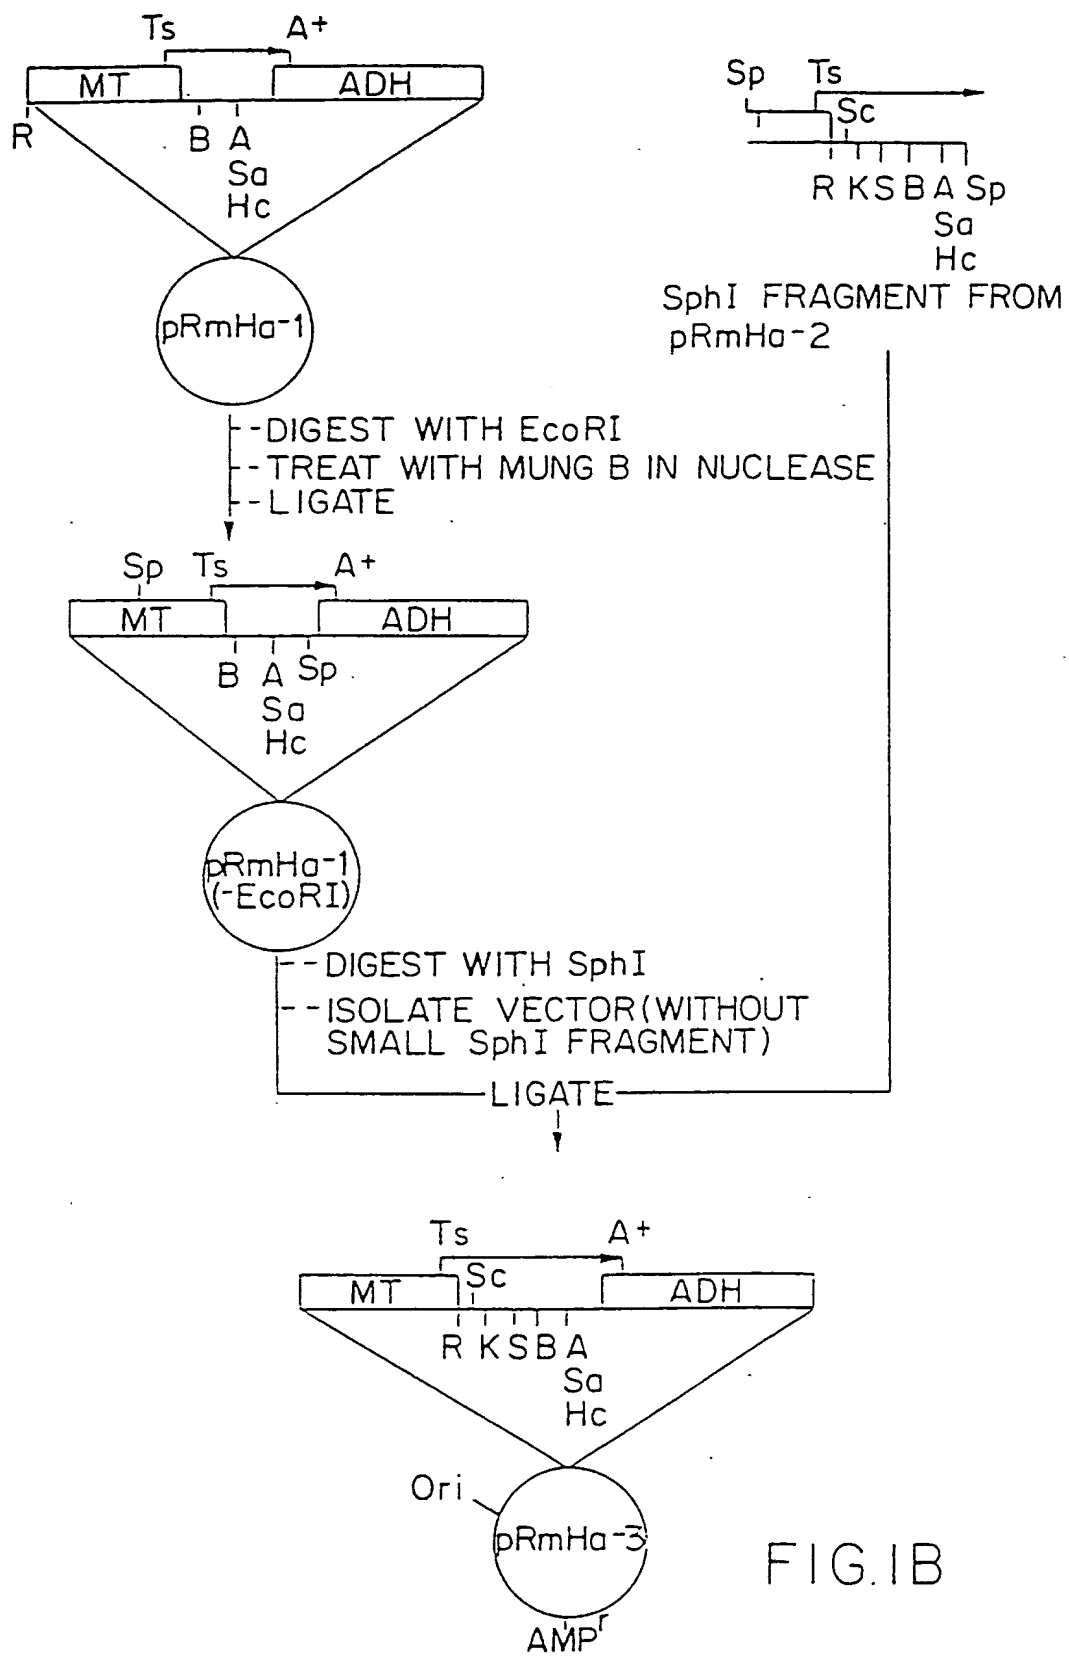 Ts A+
MT ADH
R B A
Sa
Hc
pRmHa-1
Sp Ts
Sc
R K S B A Sp
Sa
Hc
SphI FRAGMENT FROM
pRmHa-2
--DIGEST WITH EcoRI
--TREAT WITH MUNG B IN NUCLEASE
--LIGATE
Sp Ts A+
MT ADH
B A Sp
Sa
Hc
pRmHa-1
(-EcoRI)
--DIGEST WITH SphI
--ISOLATE VECTOR(WITHOUT
SMALL SphI FRAGMENT)
LIGATE
Ts A+
Sc
MT ADH
R K S B A
Sa
Hc
Ori
pRmHa-3
AMPr
FIG.1B